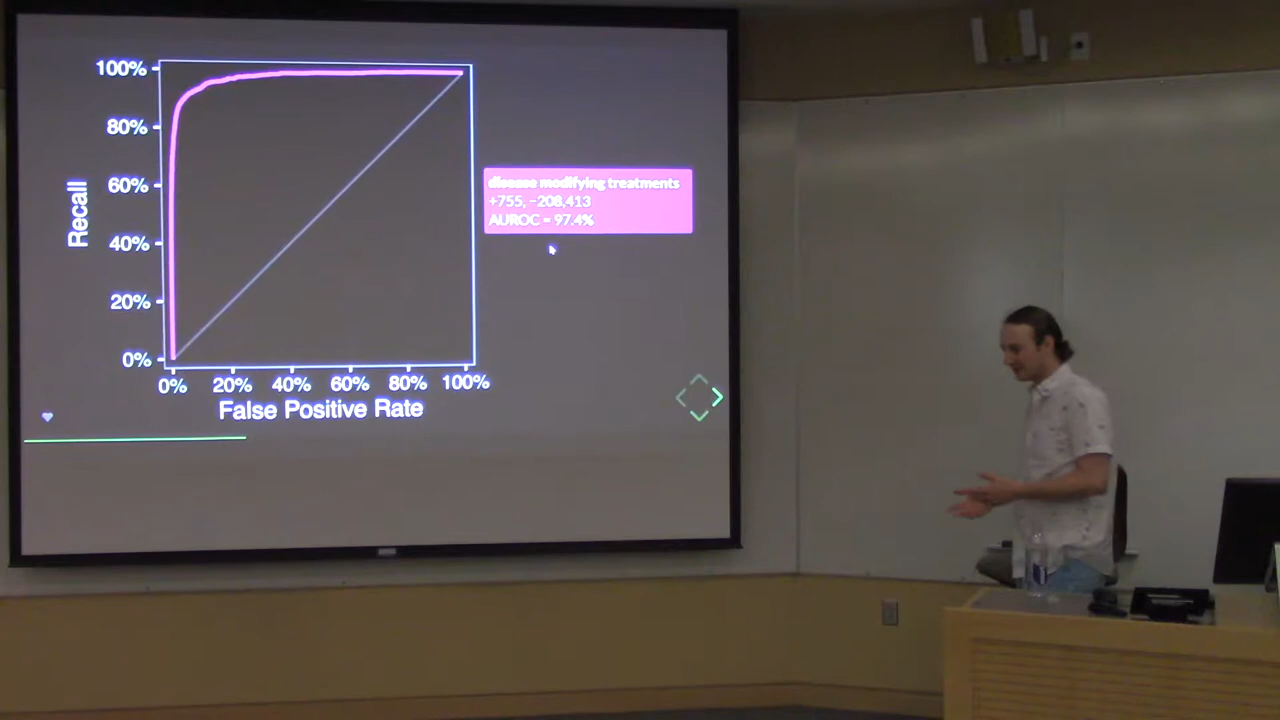 100%
80%
60%
40%
20%
0%
Recall
0% 20% 40% 60% 80% 100%
False Positive Rate
disease modifying treatments
+755, −208,413
AUROC = 97.4%